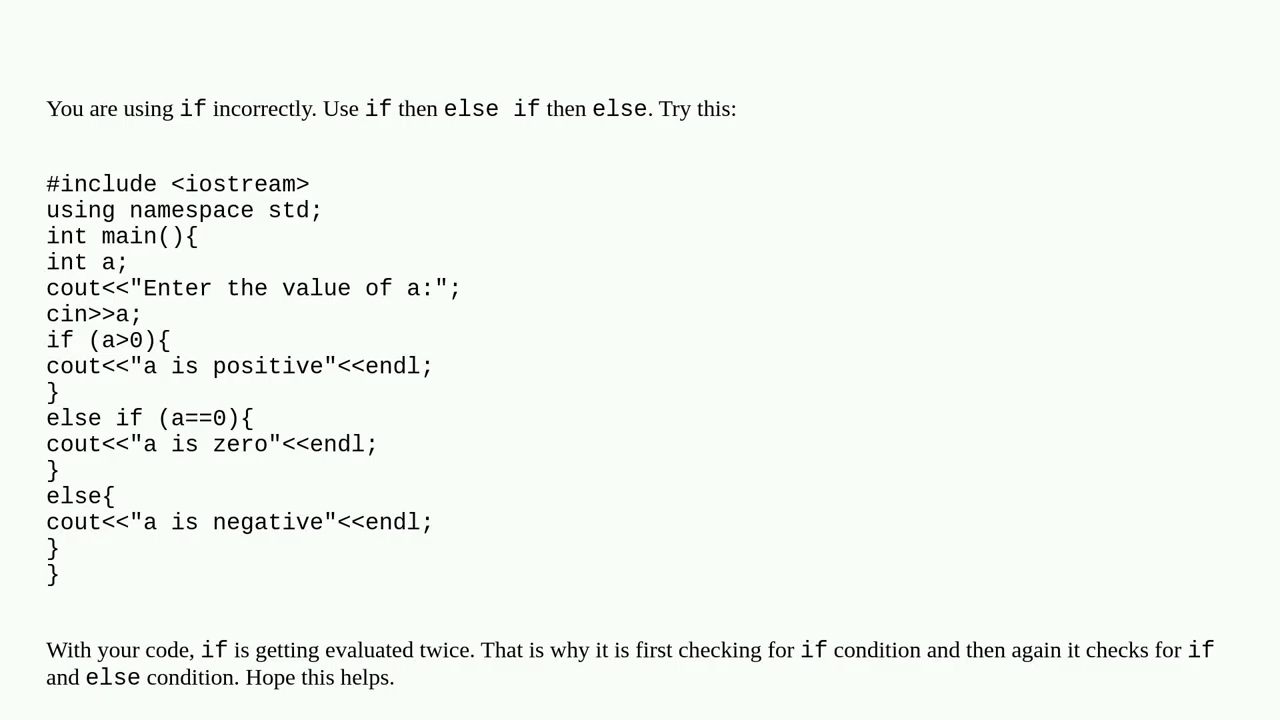 You are using if incorrectly. Use if then else if then else. Try this:
#include <iostream>
using namespace std;
int main(){
int a;
cout<<"Enter the value of a:";
cin>>a;
if (a>0){
cout<<"a is positive"<<endl;
}
else if (a==0){
cout<<"a is zero"<<endl;
}
else{
cout<<"a is negative"<<endl;
}
}
With your code, if is getting evaluated twice. That is why it is first checking for if condition and then again it checks for if
and else condition. Hope this helps.